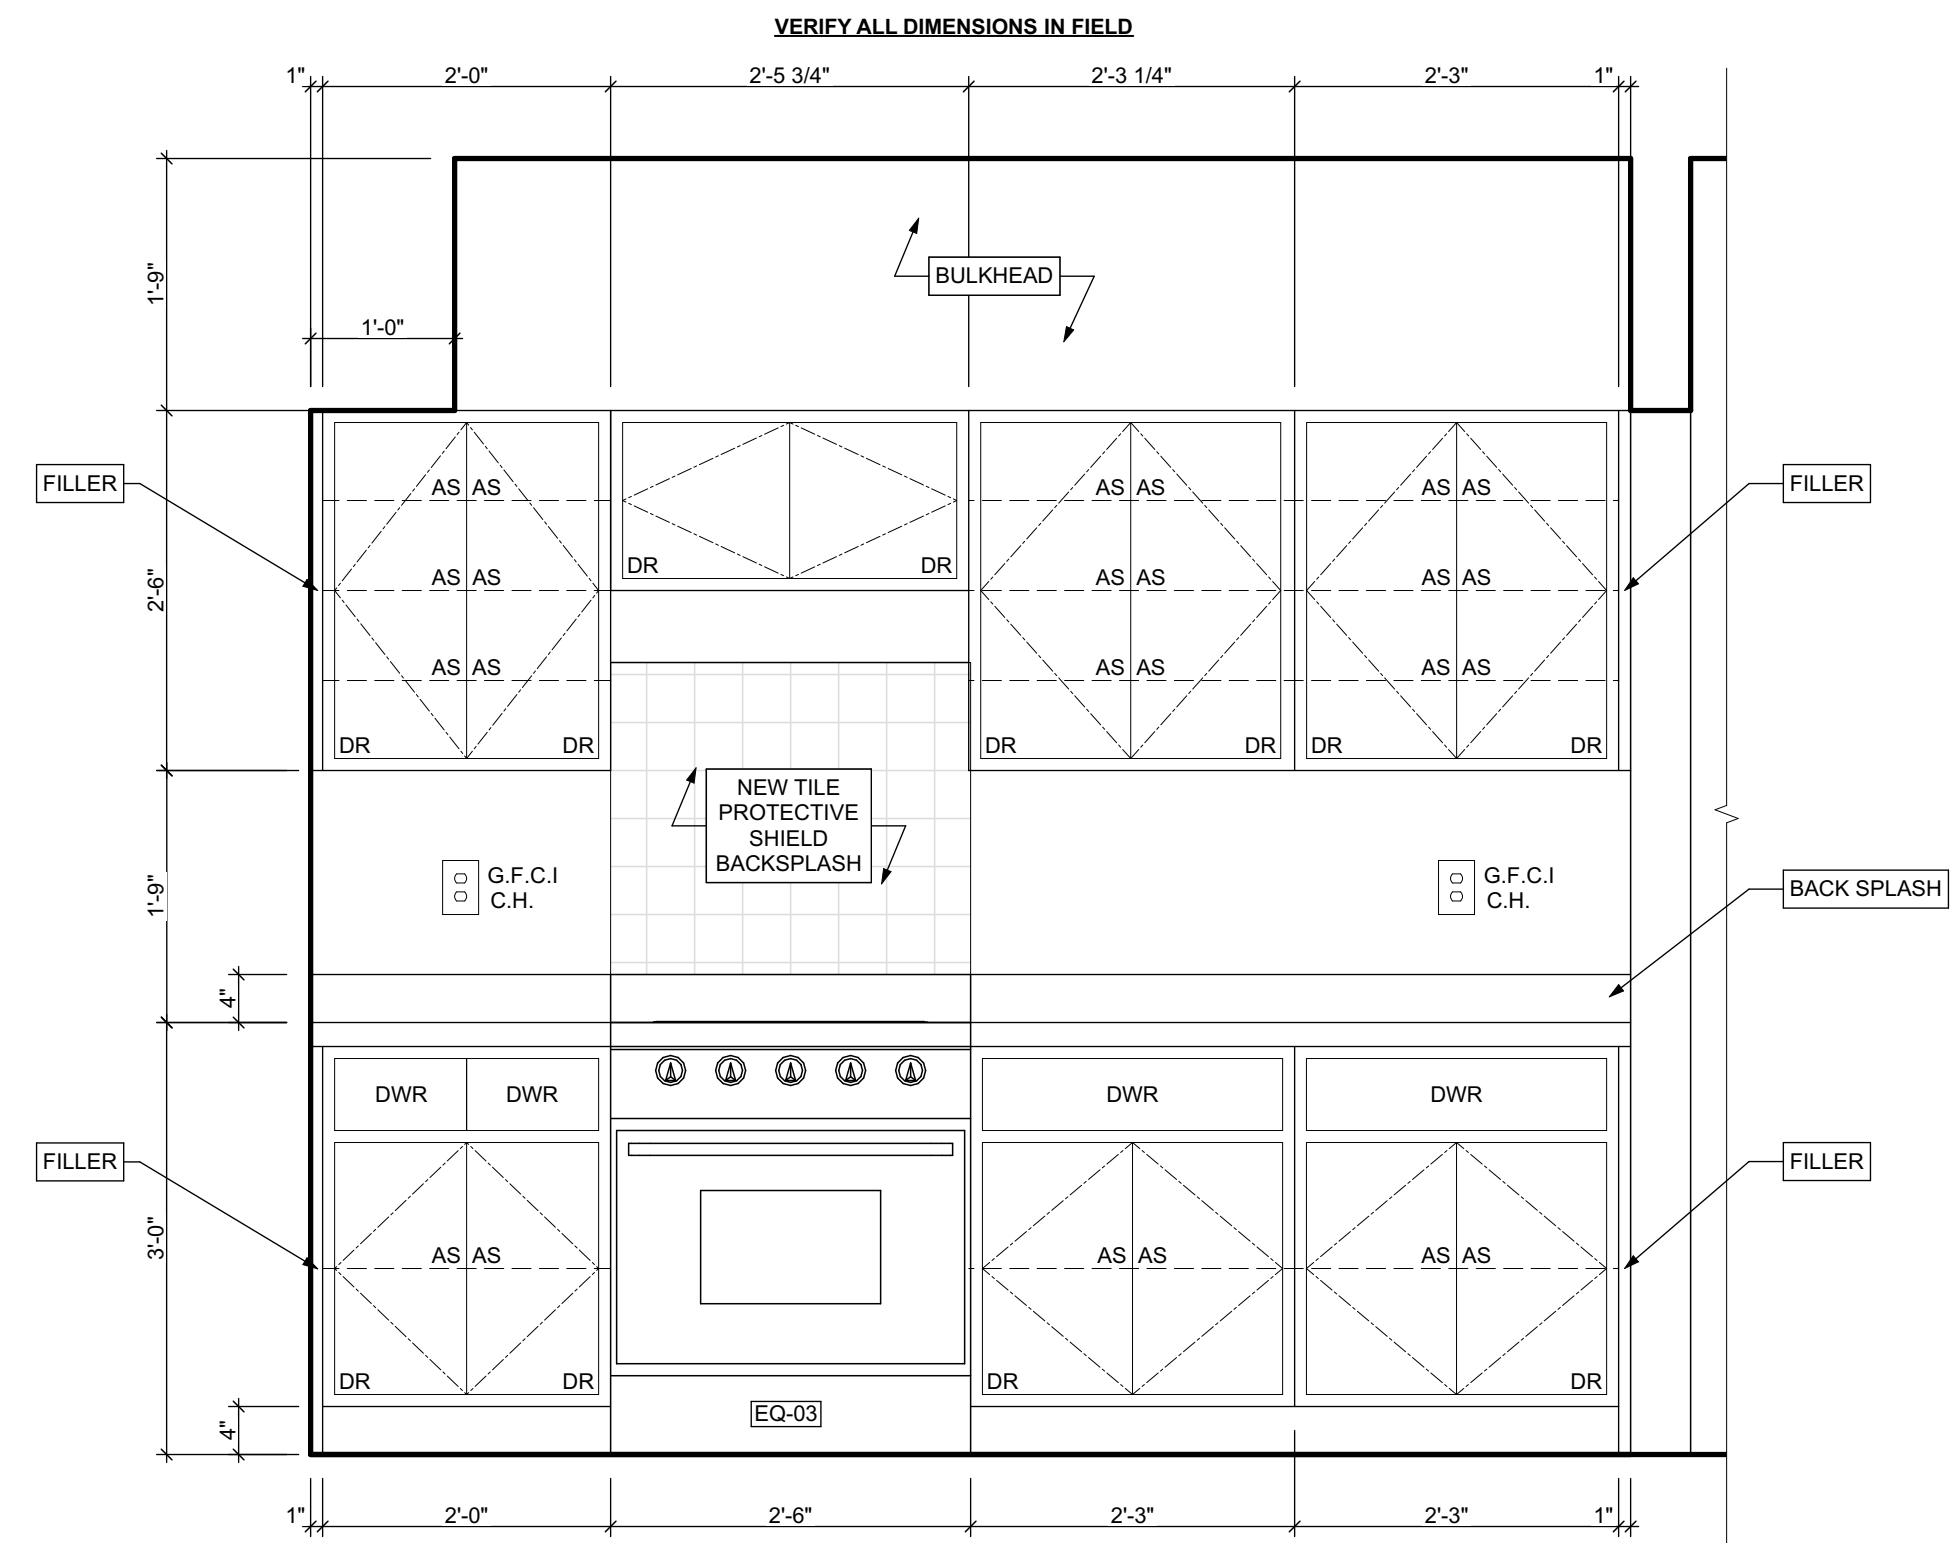 VERIFY ALL DIMENSIONS IN FIELD
1" 2'-0" 2'-5 3/4" 2'-3 1/4" 2'-3" 1"
1'-9"
BULKHEAD
1'-0"
FILLER
AS AS
AS AS
AS AS
FILLER
DR DR
2'-6"
AS AS
AS AS
AS AS
AS AS
AS AS
AS AS
DR DR
DR DR
DR DR
NEW TILE
PROTECTIVE
SHIELD
BACKSPLASH
1'-9"
G.F.C.I
C.H.
G.F.C.I
C.H.
BACK SPLASH
4"
DWR DWR
DWR
DWR
FILLER
FILLER
3'-0"
AS AS
AS AS
AS AS
DR DR
DR
DR
EQ-03
4"
1" 2'-0" 2'-6" 2'-3" 2'-3" 1"